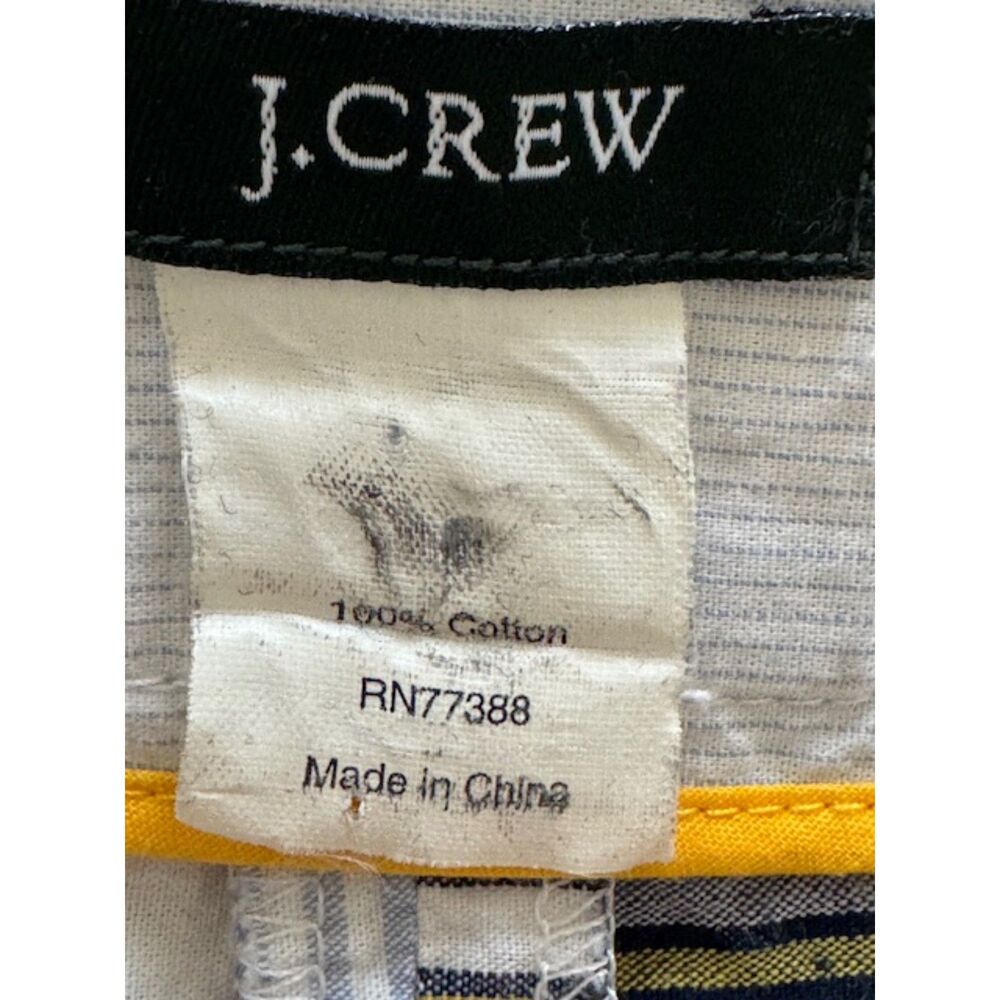 J.CREW
100% Cotton
RN77388
Made in China